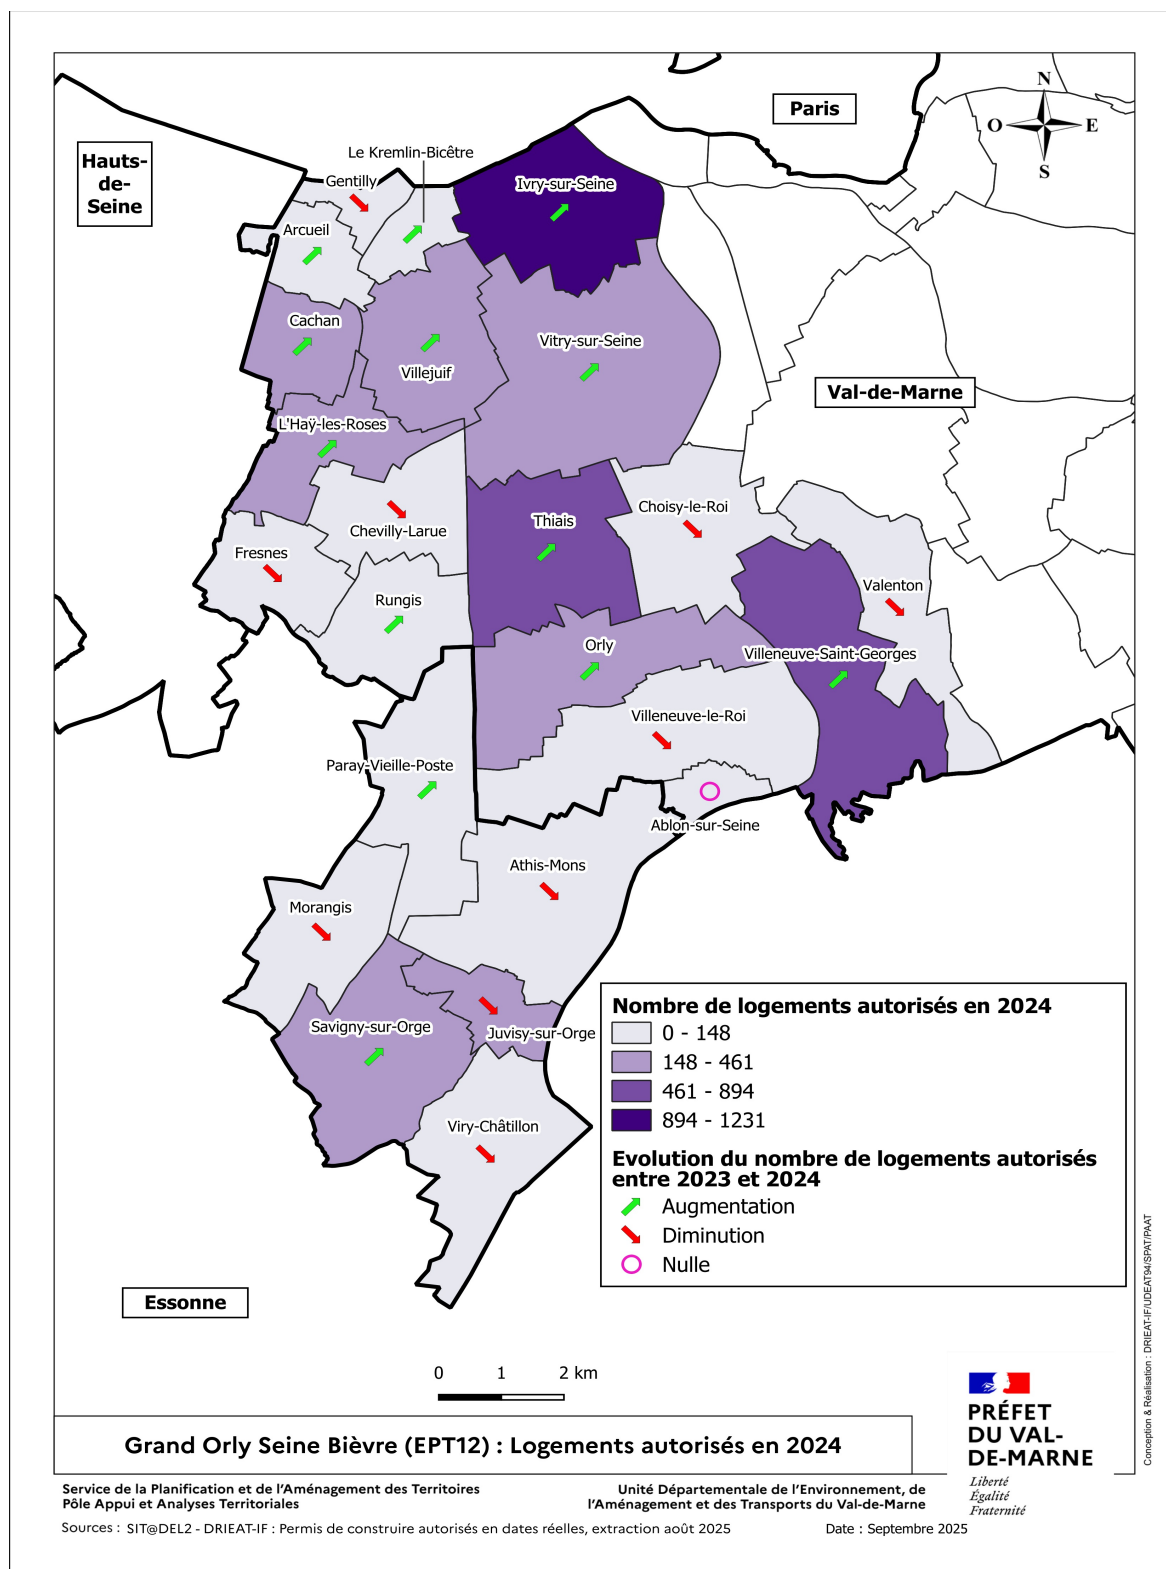 N
O
E
S
Paris
Hauts-
de-
Seine
Le Kremlin-Bicêtre
Gentilly
Ivry-sur-Seine
Arcueil
Cachan
Vitry-sur-Seine
Villejuif
Val-de-Marne
L'Haÿ-les-Roses
Choisy-le-Roi
Thiais
Chevilly-Larue
Fresnes
Valenton
Rungis
Orly
Villeneuve-Saint-Georges
Villeneuve-le-Roi
Paray-Vieille-Poste
Ablon-sur-Seine
Athis-Mons
Morangis
Savigny-sur-Orge
Juvisy-sur-Orge
Viry-Châtillon
Nombre de logements autorisés en 2024
0 - 148
148 - 461
461 - 894
894 - 1231
Evolution du nombre de logements autorisés
entre 2023 et 2024
Augmentation
Diminution
Nulle
Essonne
0 1 2 km
Conception & Réalisation : DRIEAT-IF/UDEAT94/SPAT/PAAT
Grand Orly Seine Bièvre (EPT12) : Logements autorisés en 2024
PRÉFET
DU VAL-
DE-MARNE
Liberté
Égalité
Fraternité
Service de la Planification et de l'Aménagement des Territoires
Pôle Appui et Analyses Territoriales
Unité Départementale de l'Environnement, de
l'Aménagement et des Transports du Val-de-Marne
Sources : SIT@DEL2 - DRIEAT-IF : Permis de construire autorisés en dates réelles, extraction août 2025
Date : Septembre 2025